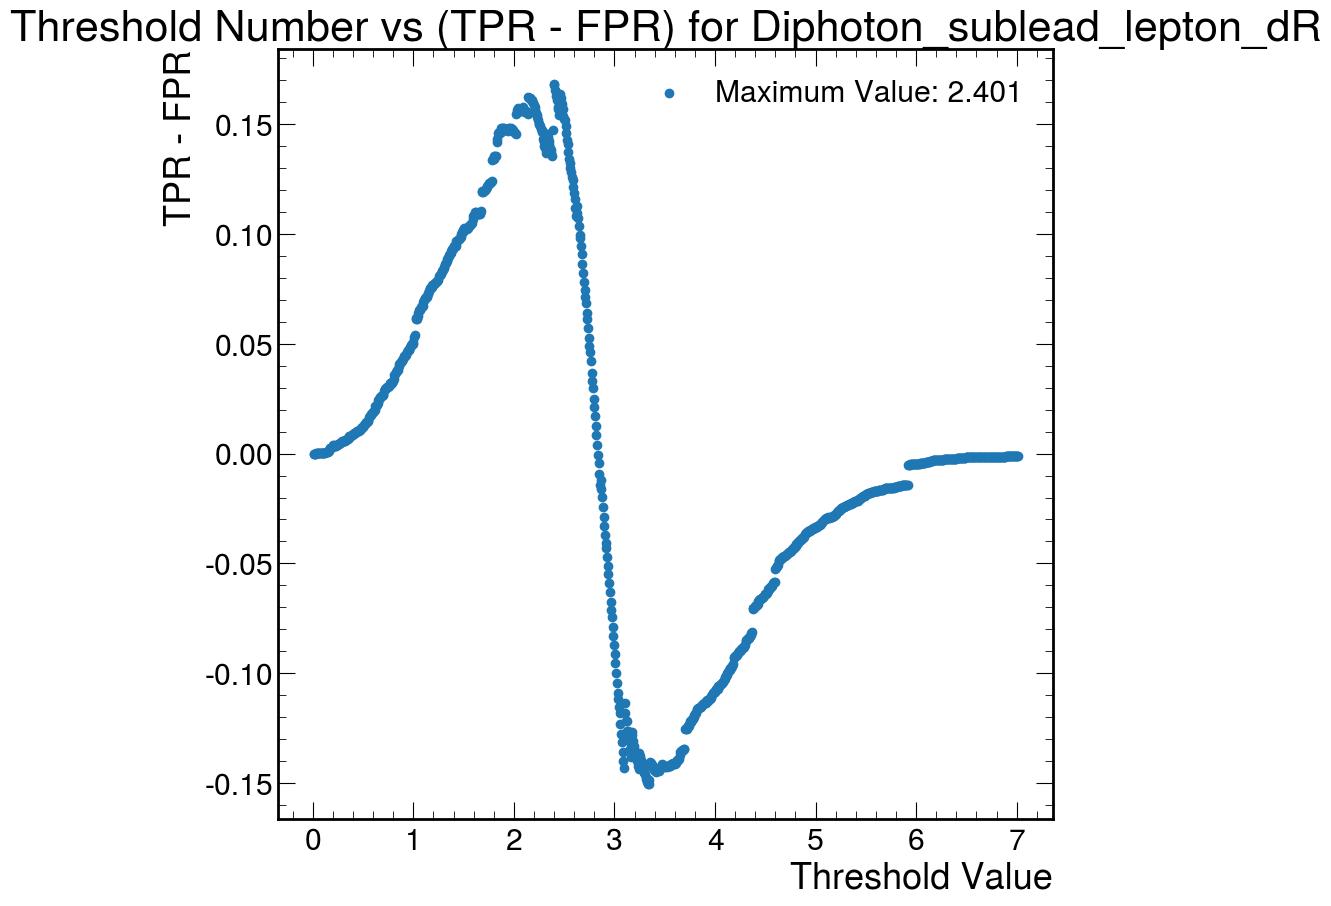 Threshold Number vs (TPR - FPR) for Diphoton_sublead_lepton_dR
TPR - FPR
Maximum Value: 2.401
0.15
0.10
0.05
0.00
-0.05
-0.10
-0.15
0 1 2 3 4 5 6 7
Threshold Value